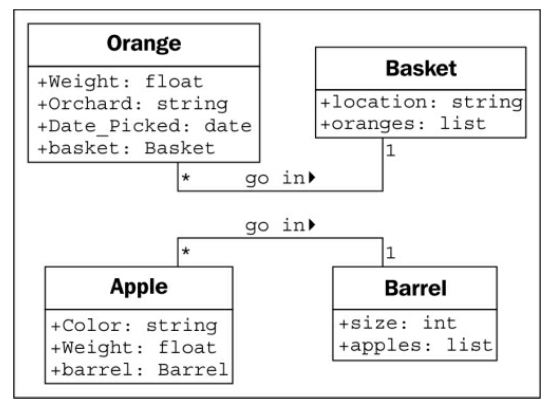 Orange
+Weight: float
+Orchard: string
+Date_Picked: date
+basket: Basket
Basket
+location: string
+oranges: list
* go in 1
* go in 1
Apple
+Color: string
+Weight: float
+barrel: Barrel
Barrel
+size: int
+apples: list